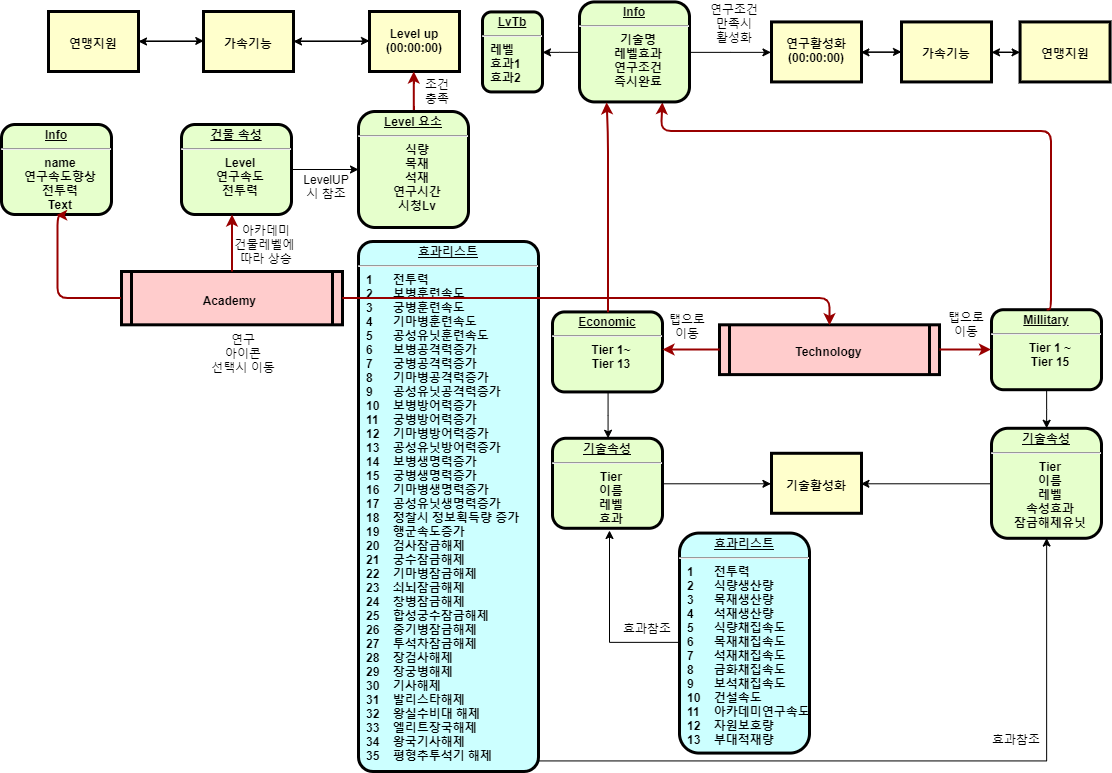 연맹지원
가속기능
Level up
(00:00:00)
LvTb
레벨
효과1
효과2
Info
기술명
레벨효과
연구조건
즉시완료
연구조건
만족시
활성화
연구활성화
(00:00:00)
가속기능
연맹지원
조건
충족
Info
name
연구속도향상
전투력
Text
건물 속성
Level
연구속도
전투력
LevelUP
시 참조
Level 요소
식량
목재
석재
연구시간
시청Lv
아카데미
건물레벨에
따라 상승
Academy
연구
아이콘
선택시 이동
효과리스트
1 전투력
2 보병훈련속도
3 궁병훈련속도
4 기마병훈련속도
5 공성유닛훈련속도
6 보병공격력증가
7 궁병공격력증가
8 기마병공격력증가
9 공성유닛공격력증가
10 보병방어력증가
11 궁병방어력증가
12 기마병방어력증가
13 공성유닛방어력증가
14 보병생명력증가
15 궁병생명력증가
16 기마병생명력증가
17 공성유닛생명력증가
18 정찰시 정보획득량 증가
19 행군속도증가
20 검사잠금해제
21 궁수잠금해제
22 기마병잠금해제
23 쇠뇌잠금해제
24 창병잠금해제
25 합성궁수잠금해제
26 중기병잠금해제
27 투석차잠금해제
28 장검사해제
29 장궁병해제
30 기사해제
31 발리스타해제
32 왕실수비대 해제
33 엘리트장국해제
34 왕국기사해제
35 평형추투석기 해제
Economic
Tier 1~
Tier 13
탭으로
이동
Technology
탭으로
이동
Millitary
Tier 1 ~
Tier 15
기술속성
Tier
이름
레벨
효과
기술활성화
기술속성
Tier
이름
레벨
속성효과
잠금해제유닛
효과참조
효과리스트
1 전투력
2 식량생산량
3 목재생산량
4 석재생산량
5 식량채집속도
6 목재채집속도
7 석재채집속도
8 금화채집속도
9 보석채집속도
10 건설속도
11 아카데미연구속도
12 자원보호량
13 부대적재량
효과참조